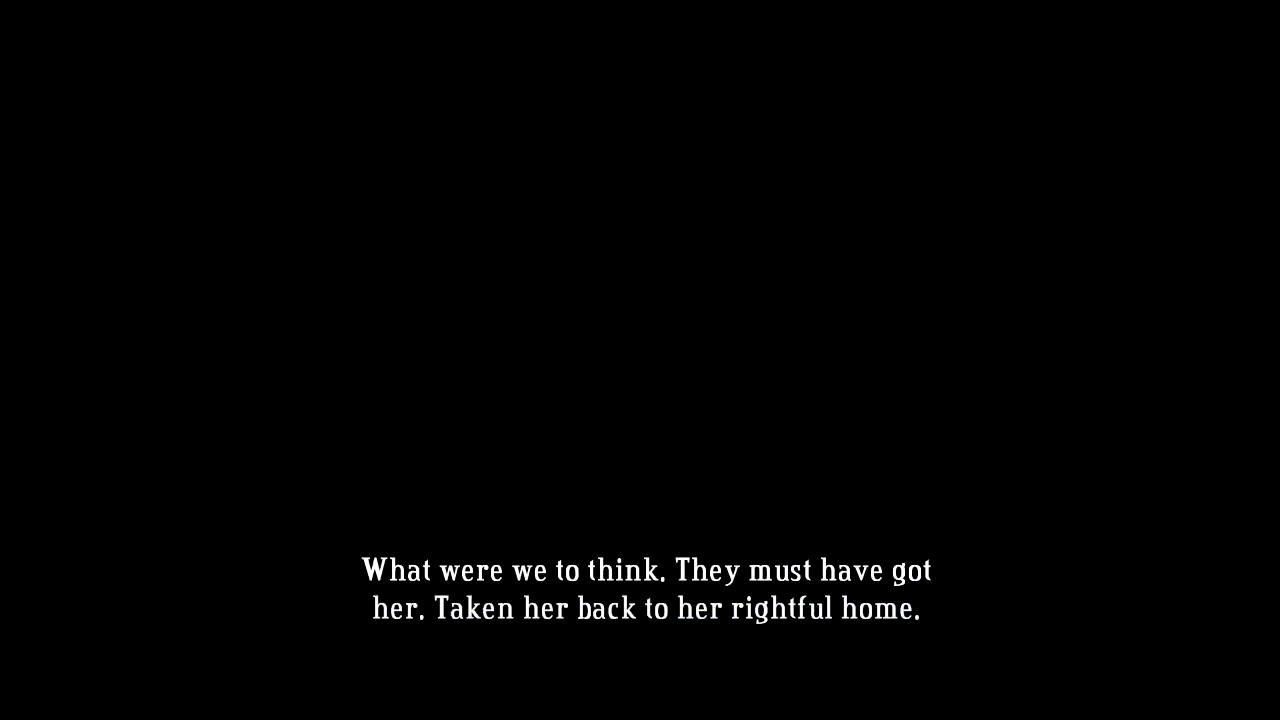 What were we to think. They must have got
her. Taken her back to her rightful home.